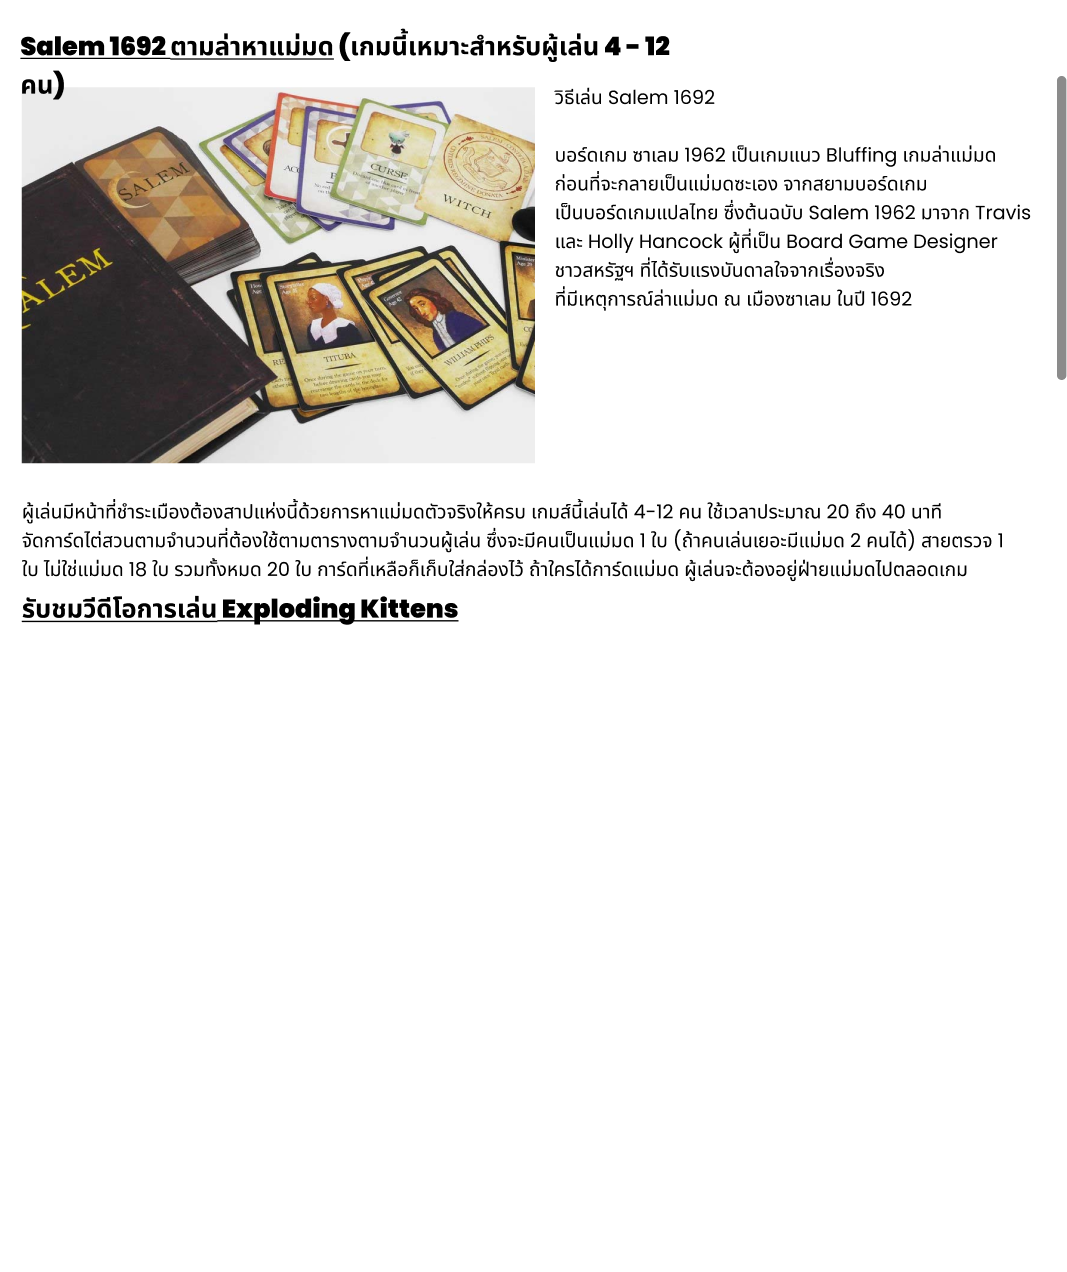 Salem 1692 ตามล่าหาแม่มด (เกมนี้เหมาะสำหรับผู้เล่น 4 - 12
คน)
วิธีเล่น Salem 1692
บอร์ดเกม ซาเลม 1962 เป็นเกมแนว Bluffing เกมล่าแม่มด
ก่อนที่จะกลายเป็นแม่มดซะเอง จากสยามบอร์ดเกม
เป็นบอร์ดเกมแปลไทย ซึ่งต้นฉบับ Salem 1962 มาจาก Travis
และ Holly Hancock ผู้ที่เป็น Board Game Designer
ชาวสหรัฐฯ ที่ได้รับแรงบันดาลใจจากเรื่องจริง
ที่มีเหตุการณ์ล่าแม่มด ณ เมืองซาเลม ในปี 1692
SALEM
ALEM
CURSE
WITCH
TITUBA
WILLIAM PHIPS
ผู้เล่นมีหน้าที่ชำระเมืองต้องสาปแห่งนี้ด้วยการหาแม่มดตัวจริงให้ครบ เกมส์นี้เล่นได้ 4-12 คน ใช้เวลาประมาณ 20 ถึง 40 นาที
จัดการ์ดไต่สวนตามจำนวนที่ต้องใช้ตามตารางตามจำนวนผู้เล่น ซึ่งจะมีคนเป็นแม่มด 1 ใบ (ถ้าคนเล่นเยอะมีแม่มด 2 คนได้) สายตรวจ 1
ใบ ไม่ใช่แม่มด 18 ใบ รวมทั้งหมด 20 ใบ การ์ดที่เหลือก็เก็บใส่กล่องไว้ ถ้าใครได้การ์ดแม่มด ผู้เล่นจะต้องอยู่ฝ่ายแม่มดไปตลอดเกม
รับชมวีดีโอการเล่น Exploding Kittens